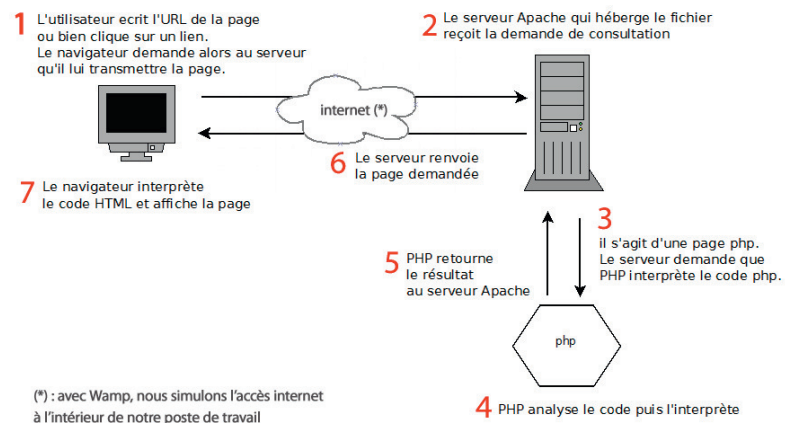 1 L'utilisateur ecrit l'URL de la page
ou bien clique sur un lien.
Le navigateur demande alors au serveur
qu'il lui transmettre la page.
2 Le serveur Apache qui héberge le fichier
reçoit la demande de consultation
internet (*)
6 Le serveur renvoie
la page demandée
7 Le navigateur interprète
le code HTML et affiche la page
3
il s'agit d'une page php.
Le serveur demande que
PHP interprète le code php.
5 PHP retourne
le résultat
au serveur Apache
php
4 PHP analyse le code puis l'interprète
(*) : avec Wamp, nous simulons l'accès internet
à l'intérieur de notre poste de travail